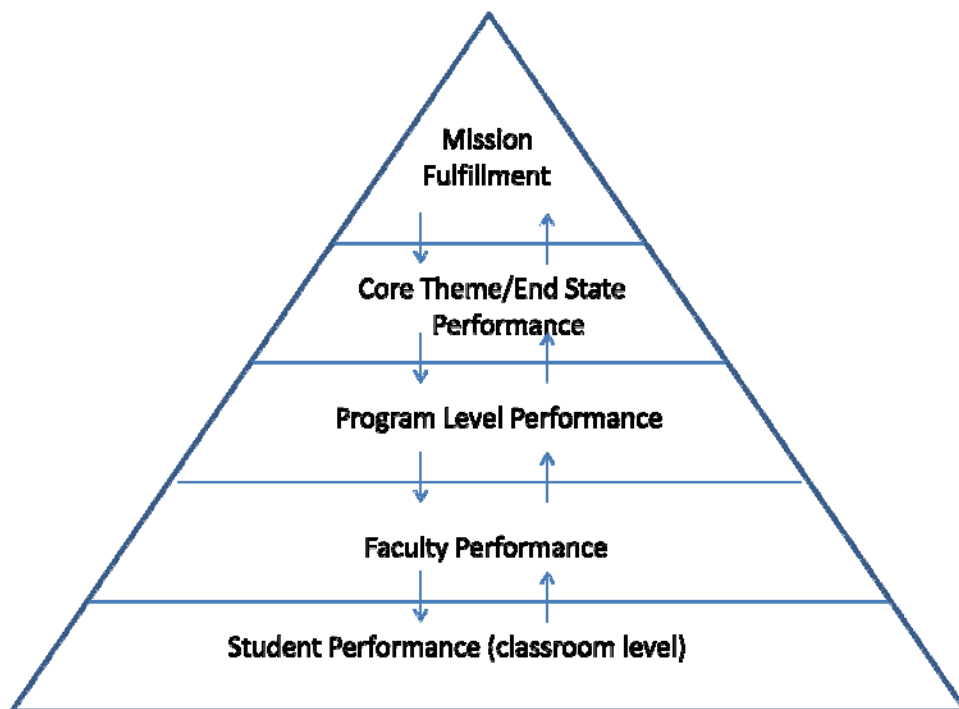 Mission
Fulfillment
Core Theme/End State
Performance
Program Level Performance
Faculty Performance
Student Performance (classroom level)